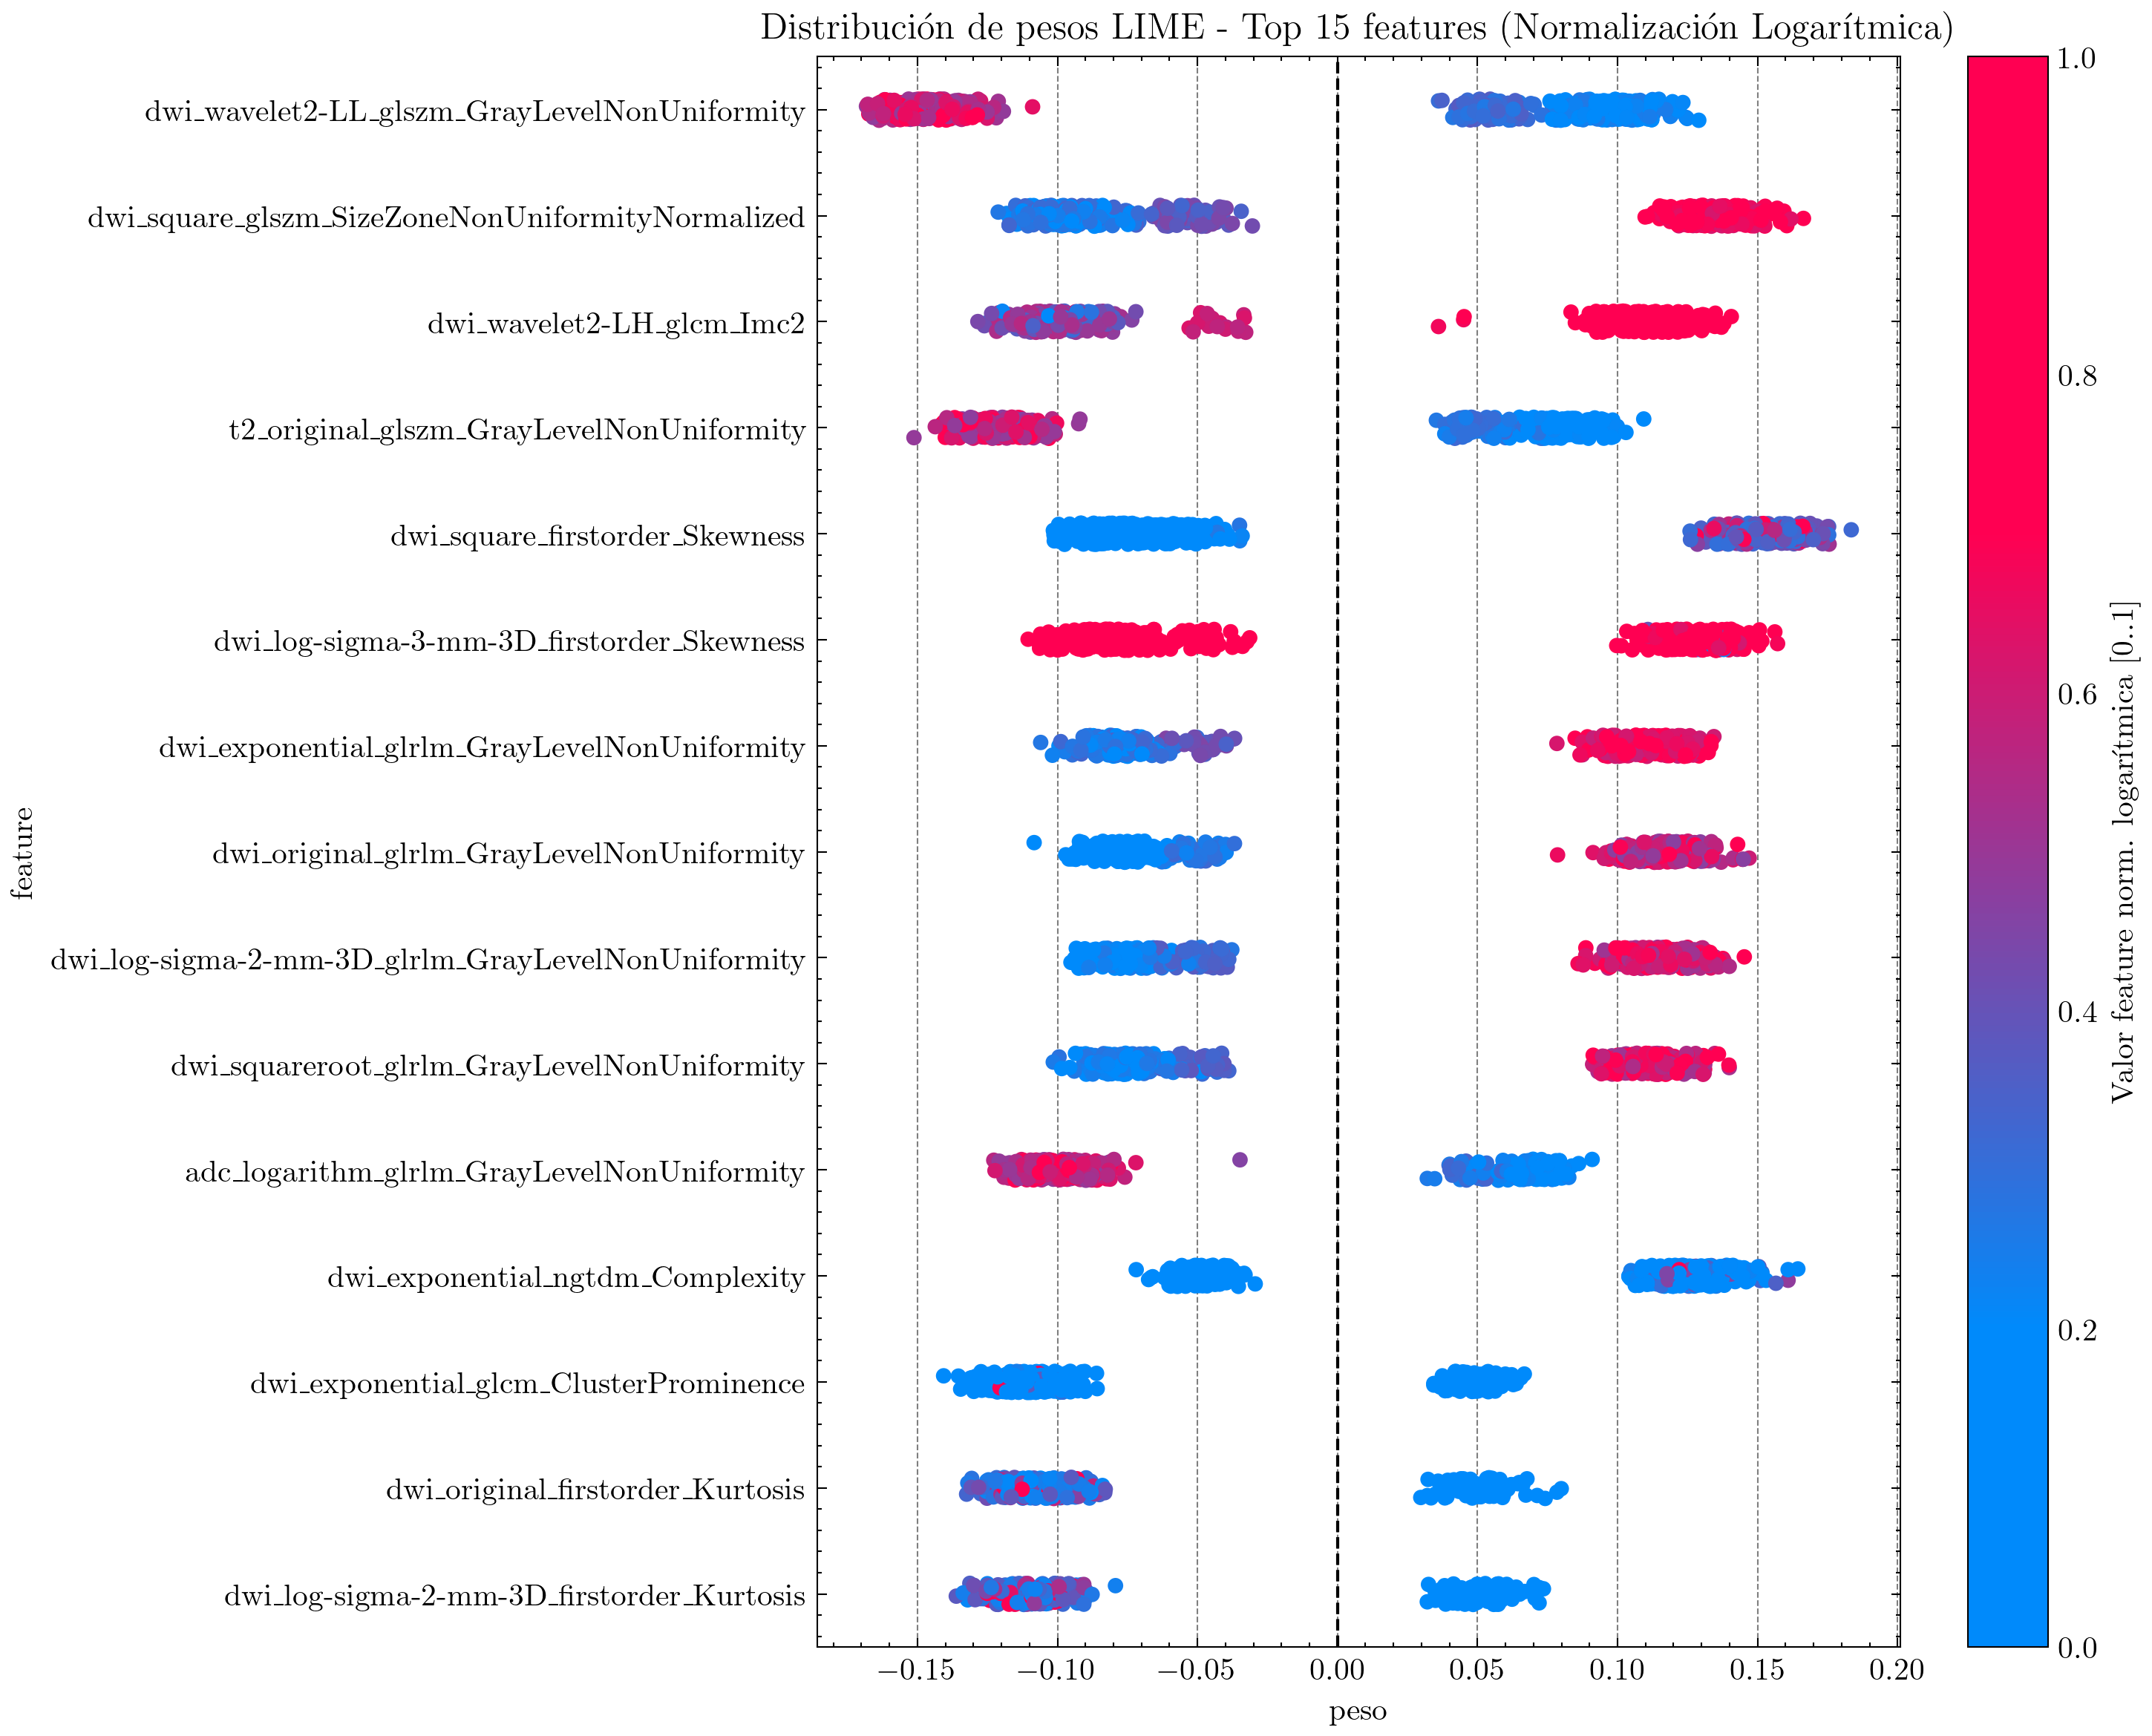 Distribución de pesos LIME - Top 15 features (Normalización Logarítmica)
dwi_wavelet2-LL_glszm_GrayLevelNonUniformity
dwi_square_glszm_SizeZoneNonUniformityNormalized
dwi_wavelet2-LH_glcm_Imc2
t2_original_glszm_GrayLevelNonUniformity
dwi_square_firstorder_Skewness
dwi_log-sigma-3-mm-3D_firstorder_Skewness
dwi_exponential_glrlm_GrayLevelNonUniformity
dwi_original_glrlm_GrayLevelNonUniformity
dwi_log-sigma-2-mm-3D_glrlm_GrayLevelNonUniformity
dwi_squareroot_glrlm_GrayLevelNonUniformity
adc_logarithm_glrlm_GrayLevelNonUniformity
dwi_exponential_ngtdm_Complexity
dwi_exponential_glcm_ClusterProminence
dwi_original_firstorder_Kurtosis
dwi_log-sigma-2-mm-3D_firstorder_Kurtosis
feature
−0.15 −0.10 −0.05 0.00 0.05 0.10 0.15 0.20
peso
1.0
0.8
0.6
0.4
0.2
0.0
Valor feature norm. logarítmica [0..1]